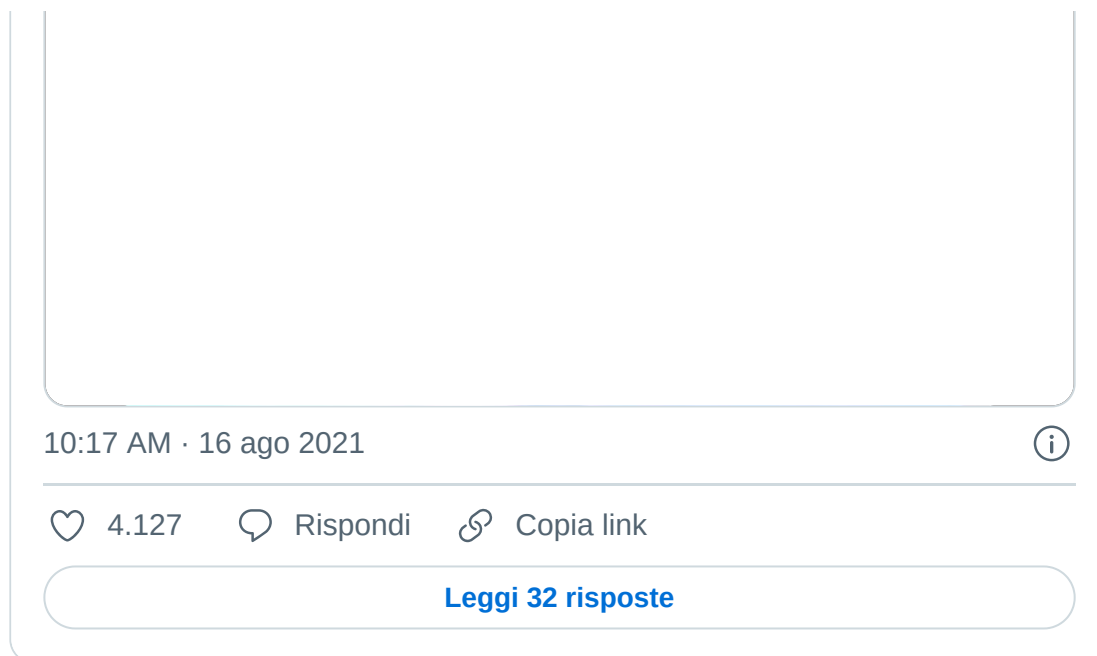 10:17 AM · 16 ago 2021
4.127 Rispondi Copia link
Leggi 32 risposte